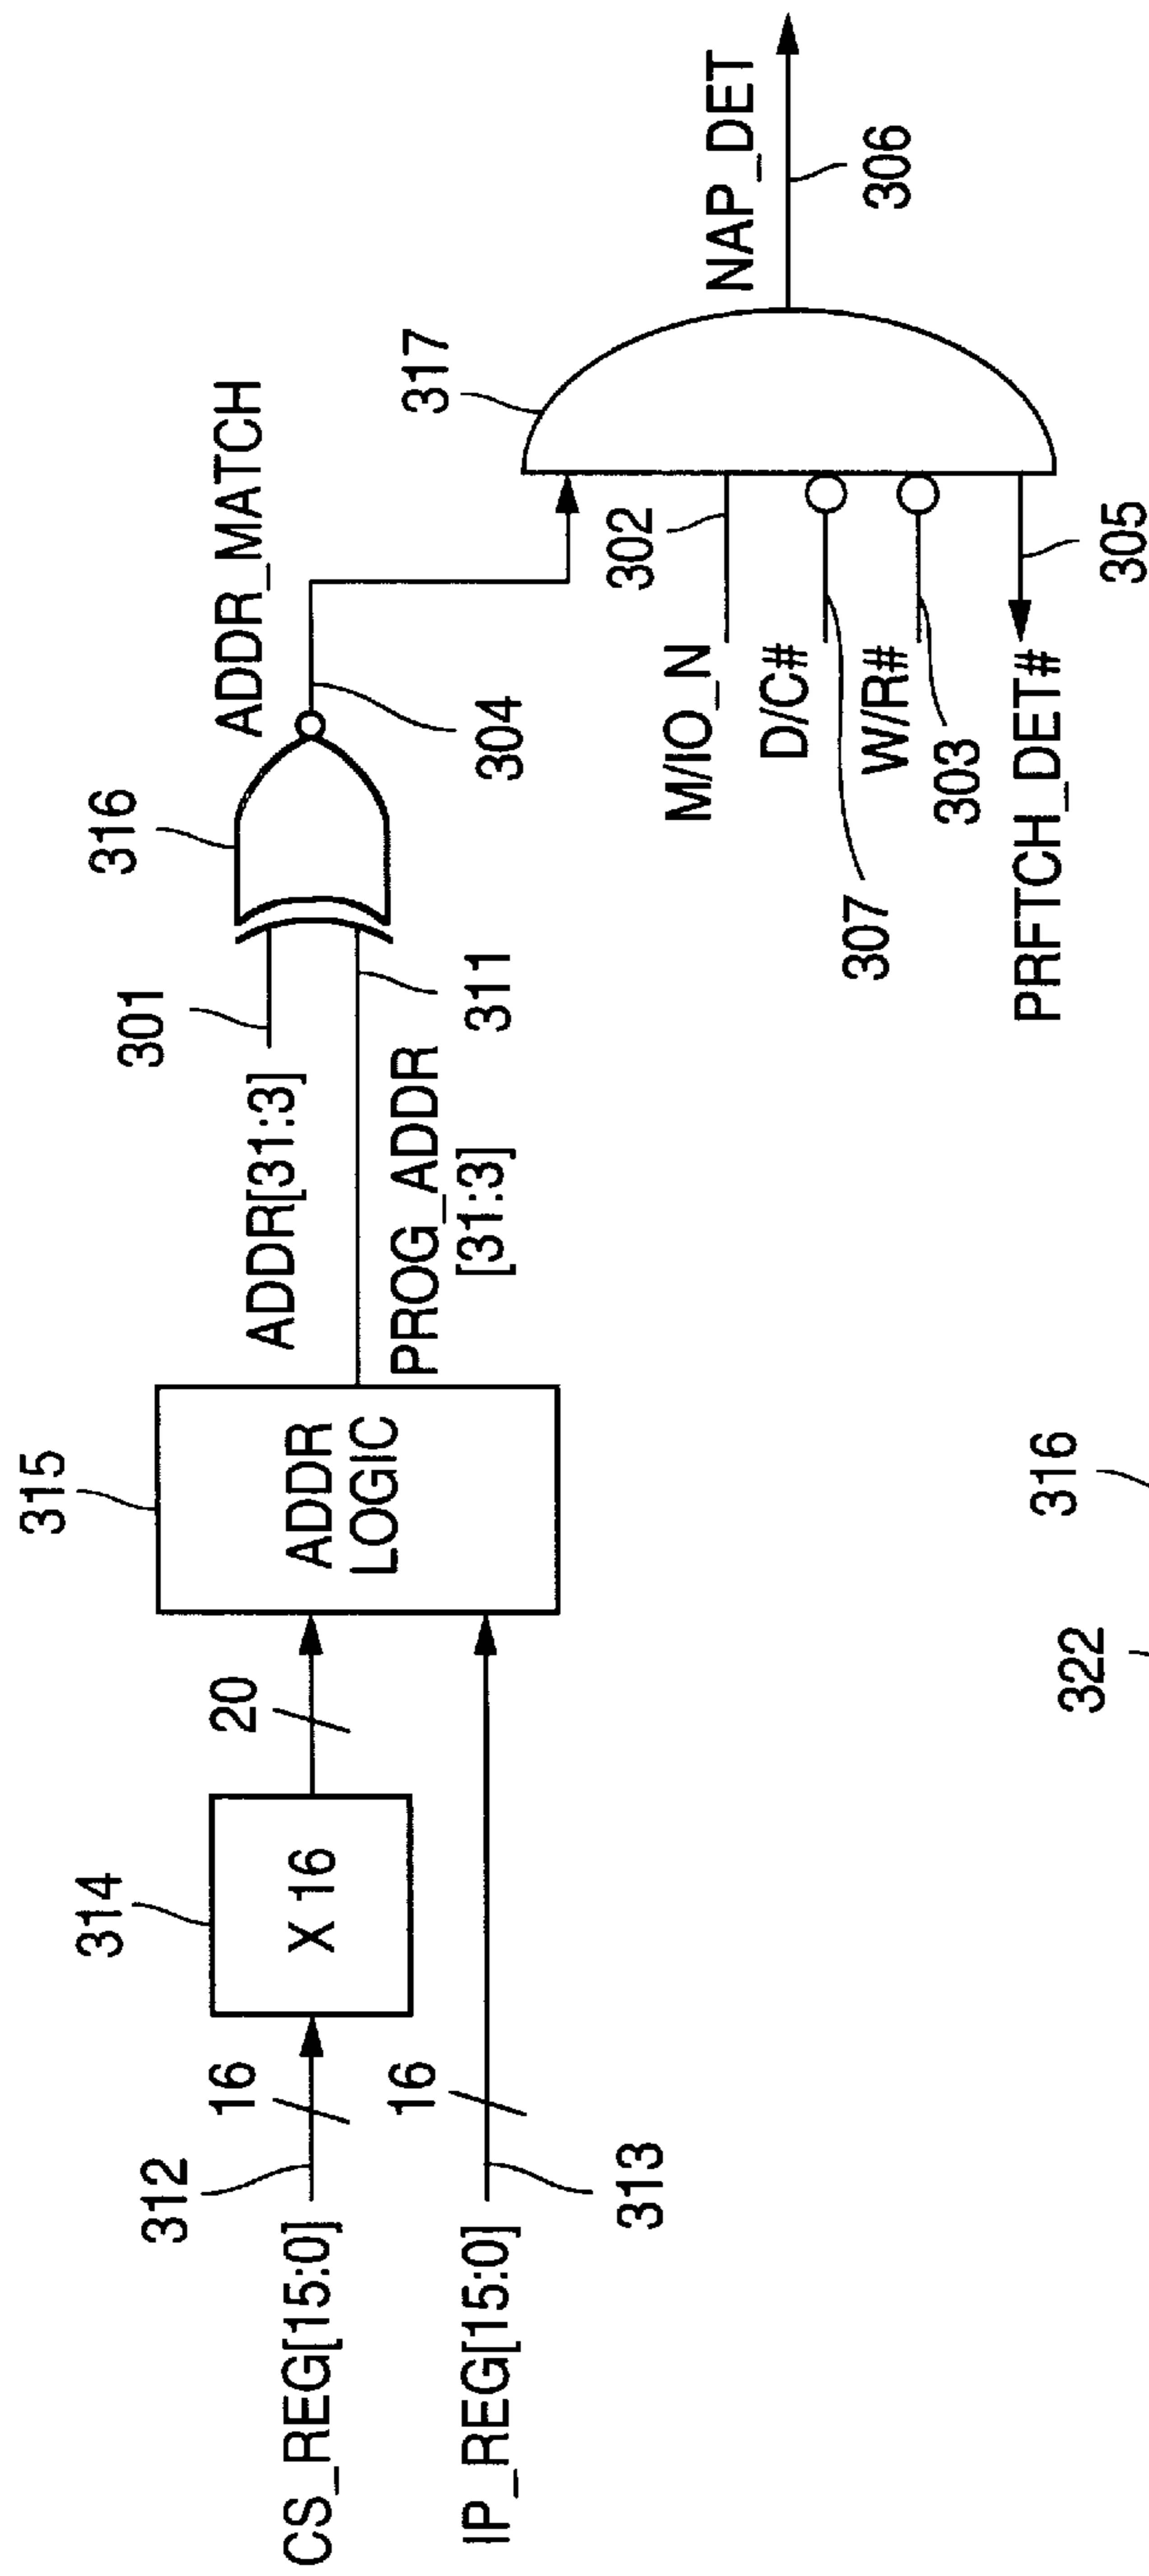 CS_REG[15:0]
312
16
314
X 16
20
IP_REG[15:0]
313
16
315
ADDR
LOGIC
ADDR[31:3]
301
PROG_ADDR
[31:3]
311
316
304
ADDR_MATCH
317
M/IO_N
302
D/C#
307
W/R#
303
PRFTCH_DET#
305
NAP_DET
306
322
316